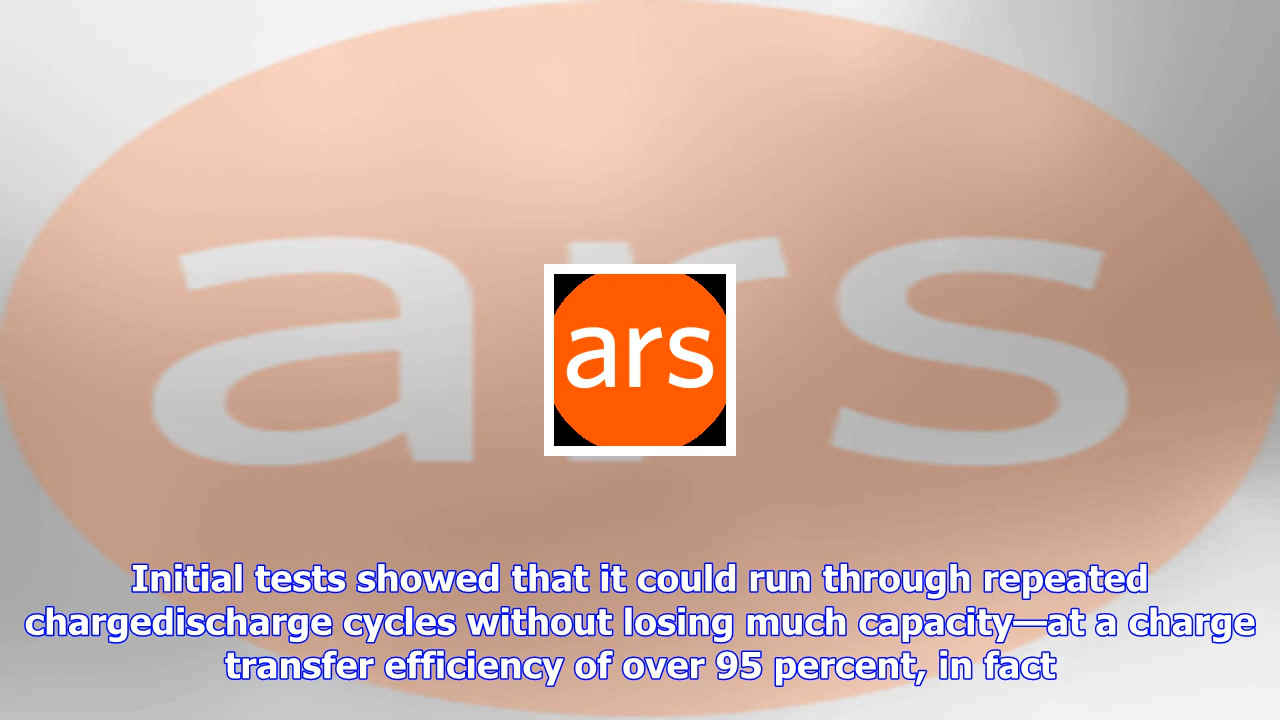 ars
ars
Initial tests showed that it could run through repeated
chargedischarge cycles without losing much capacity—at a charge
transfer efficiency of over 95 percent, in fact